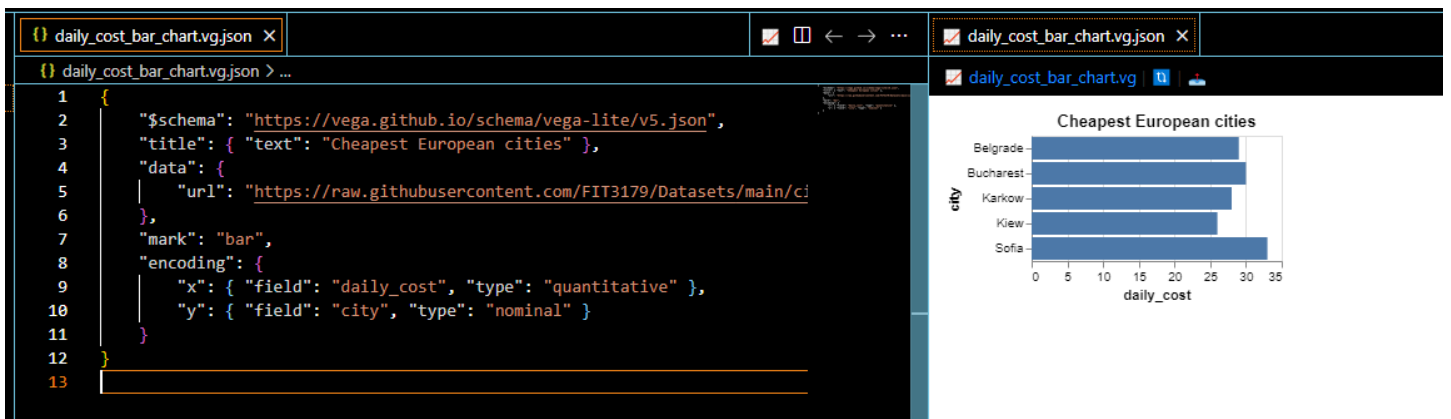 {} daily_cost_bar_chart.vg.json ×
{} daily_cost_bar_chart.vg.json > ...
1 {
2 "$schema": "https://vega.github.io/schema/vega-lite/v5.json",
3 "title": { "text": "Cheapest European cities" },
4 "data": {
5 "url": "https://raw.githubusercontent.com/FIT3179/Datasets/main/ci
6 },
7 "mark": "bar",
8 "encoding": {
9 "x": { "field": "daily_cost", "type": "quantitative" },
10 "y": { "field": "city", "type": "nominal" }
11 }
12 }
13
daily_cost_bar_chart.vg.json ×
daily_cost_bar_chart.vg
Cheapest European cities
city
Belgrade
Bucharest
Karkow
Kiew
Sofia
0 5 10 15 20 25 30 35
daily_cost